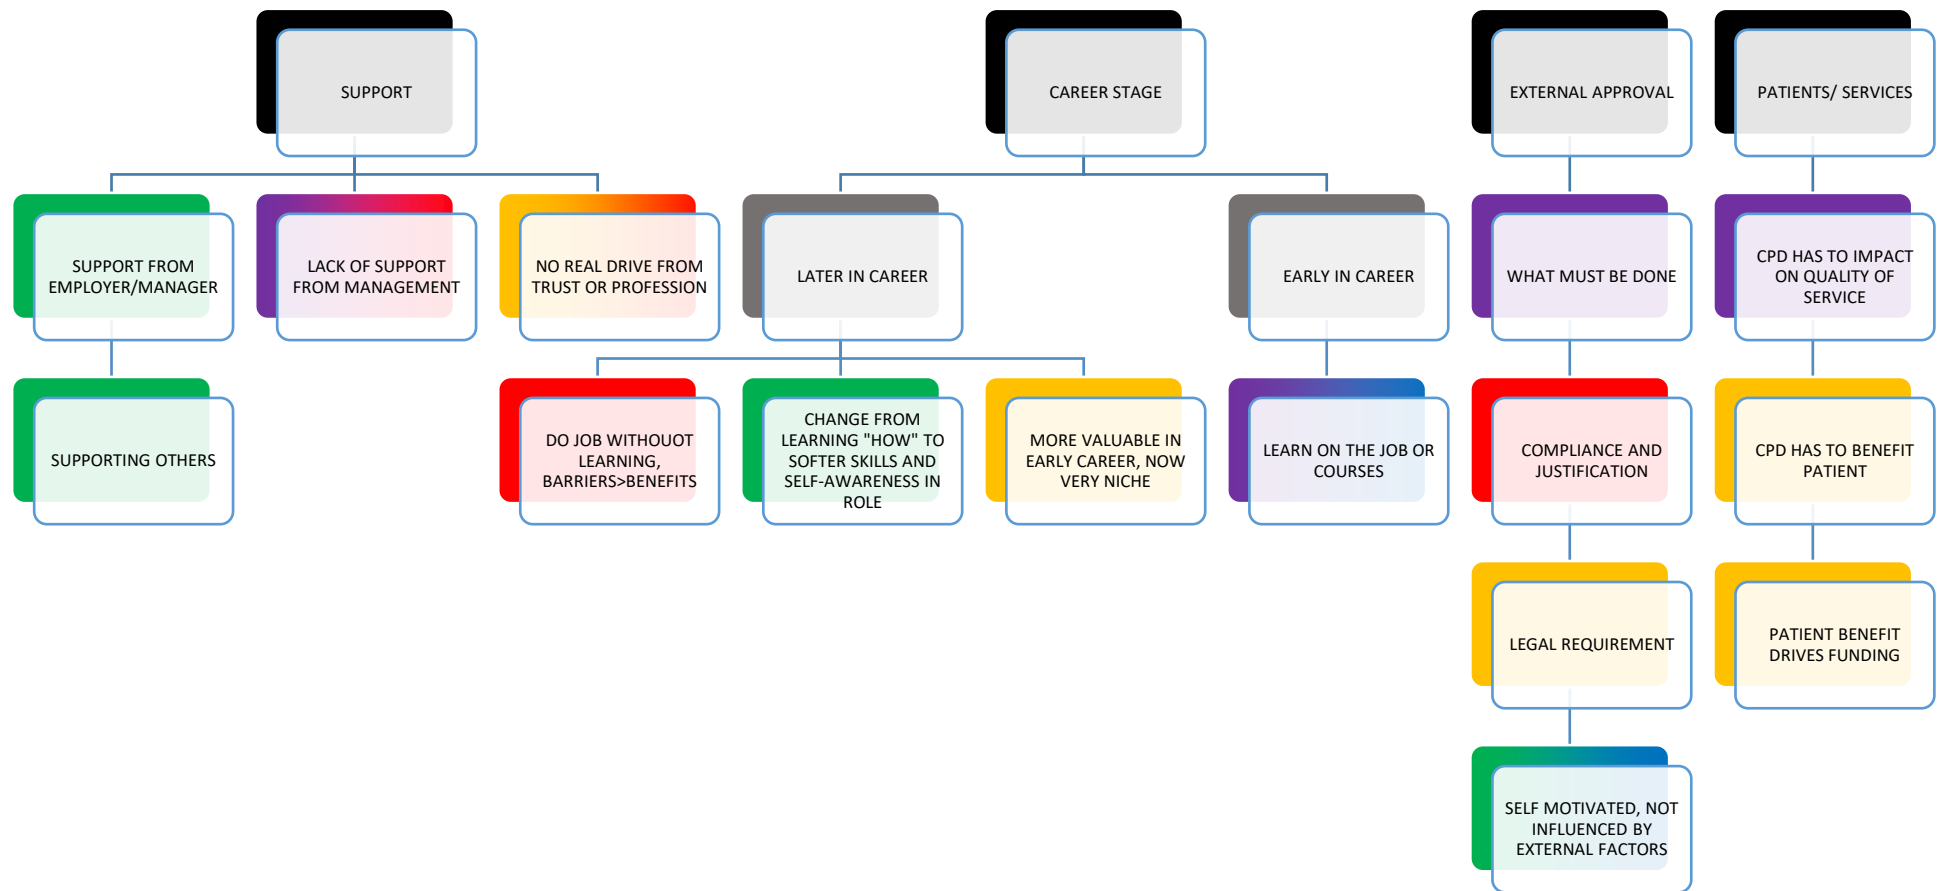 SUPPORT
CAREER STAGE
EXTERNAL APPROVAL
PATIENTS/ SERVICES
SUPPORT FROM
EMPLOYER/MANAGER
LACK OF SUPPORT
FROM MANAGEMENT
NO REAL DRIVE FROM
TRUST OR PROFESSION
LATER IN CAREER
EARLY IN CAREER
WHAT MUST BE DONE
CPD HAS TO IMPACT
ON QUALITY OF
SERVICE
SUPPORTING OTHERS
DO JOB WITHOUOT
LEARNING,
BARRIERS>BENEFITS
CHANGE FROM
LEARNING "HOW" TO
SOFTER SKILLS AND
SELF-AWARENESS IN
ROLE
MORE VALUABLE IN
EARLY CAREER, NOW
VERY NICHE
LEARN ON THE JOB OR
COURSES
COMPLIANCE AND
JUSTIFICATION
CPD HAS TO BENEFIT
PATIENT
LEGAL REQUIREMENT
PATIENT BENEFIT
DRIVES FUNDING
SELF MOTIVATED, NOT
INFLUENCED BY
EXTERNAL FACTORS